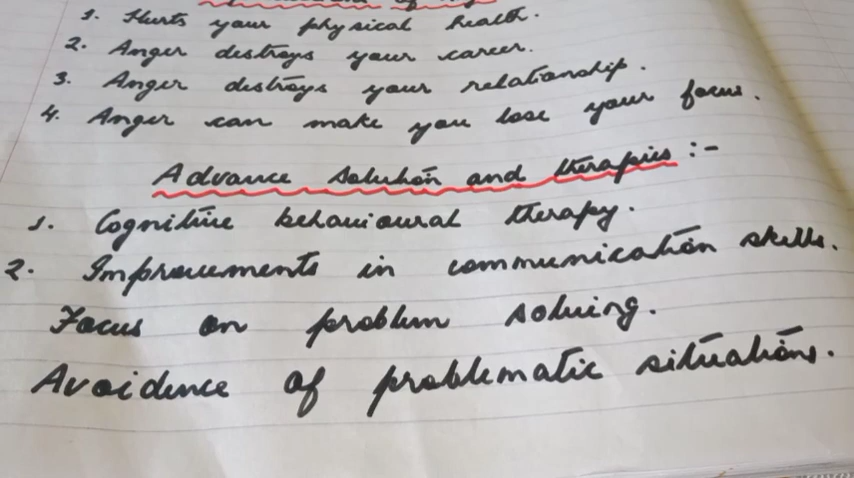 1. Hurts your physical health.
2. Anger destroys your career.
3. Anger destroys your relationship.
4. Anger can make you lose your focus.
Advance solution and therapies :-
1. Cognitive behavioural therapy.
2. Improvements in communication skills.
Focus on problem solving.
Avoidence of problematic situations.